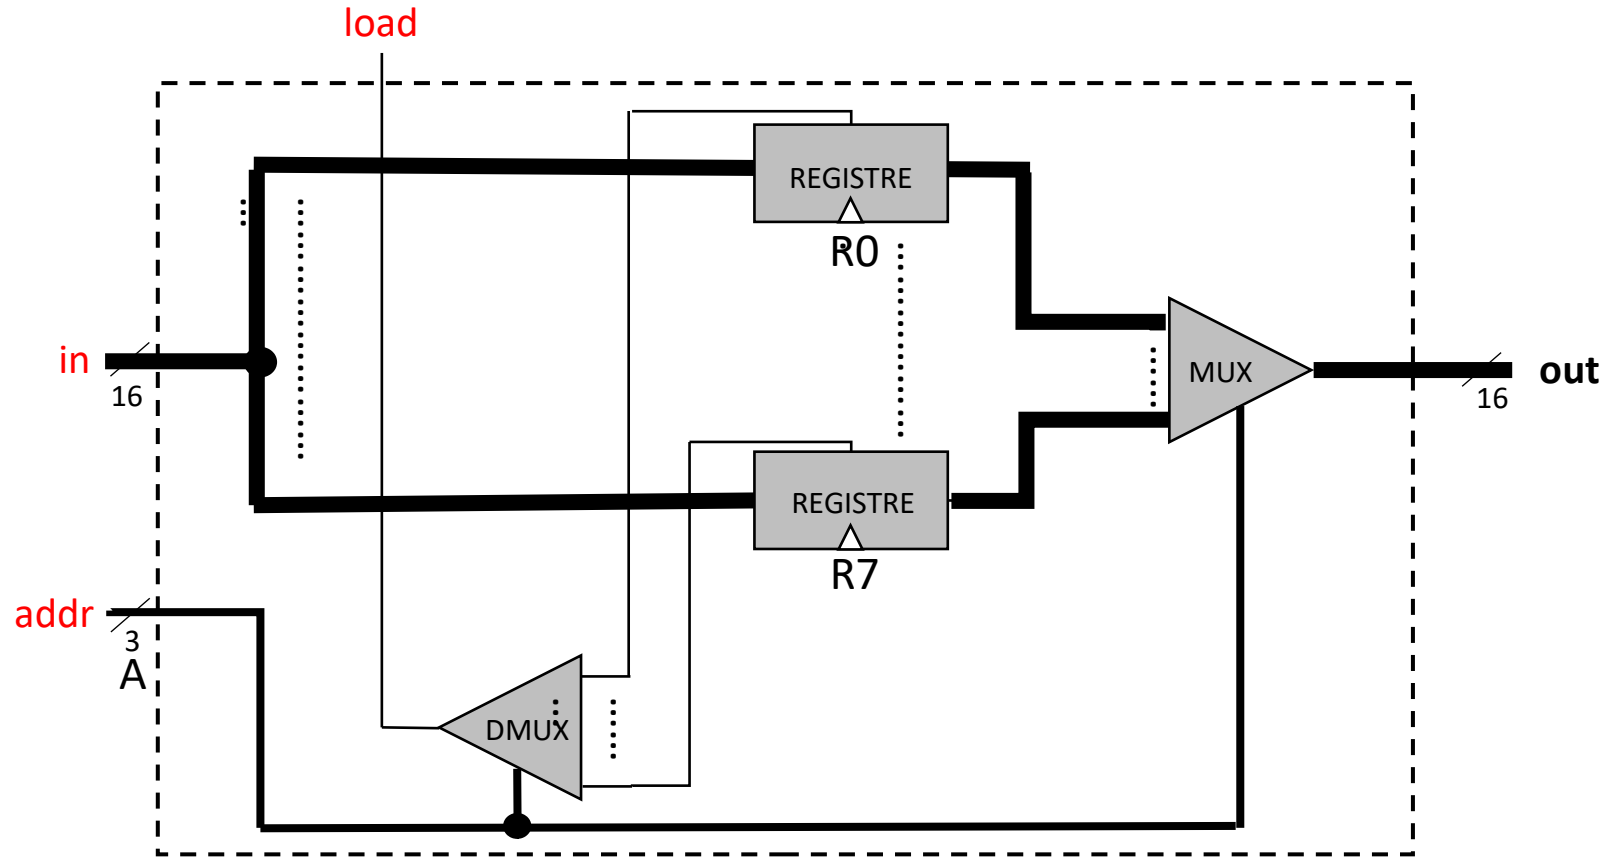 load
REGISTRE
R0
in
16
MUX
out
16
REGISTRE
R7
addr
3
A
DMUX